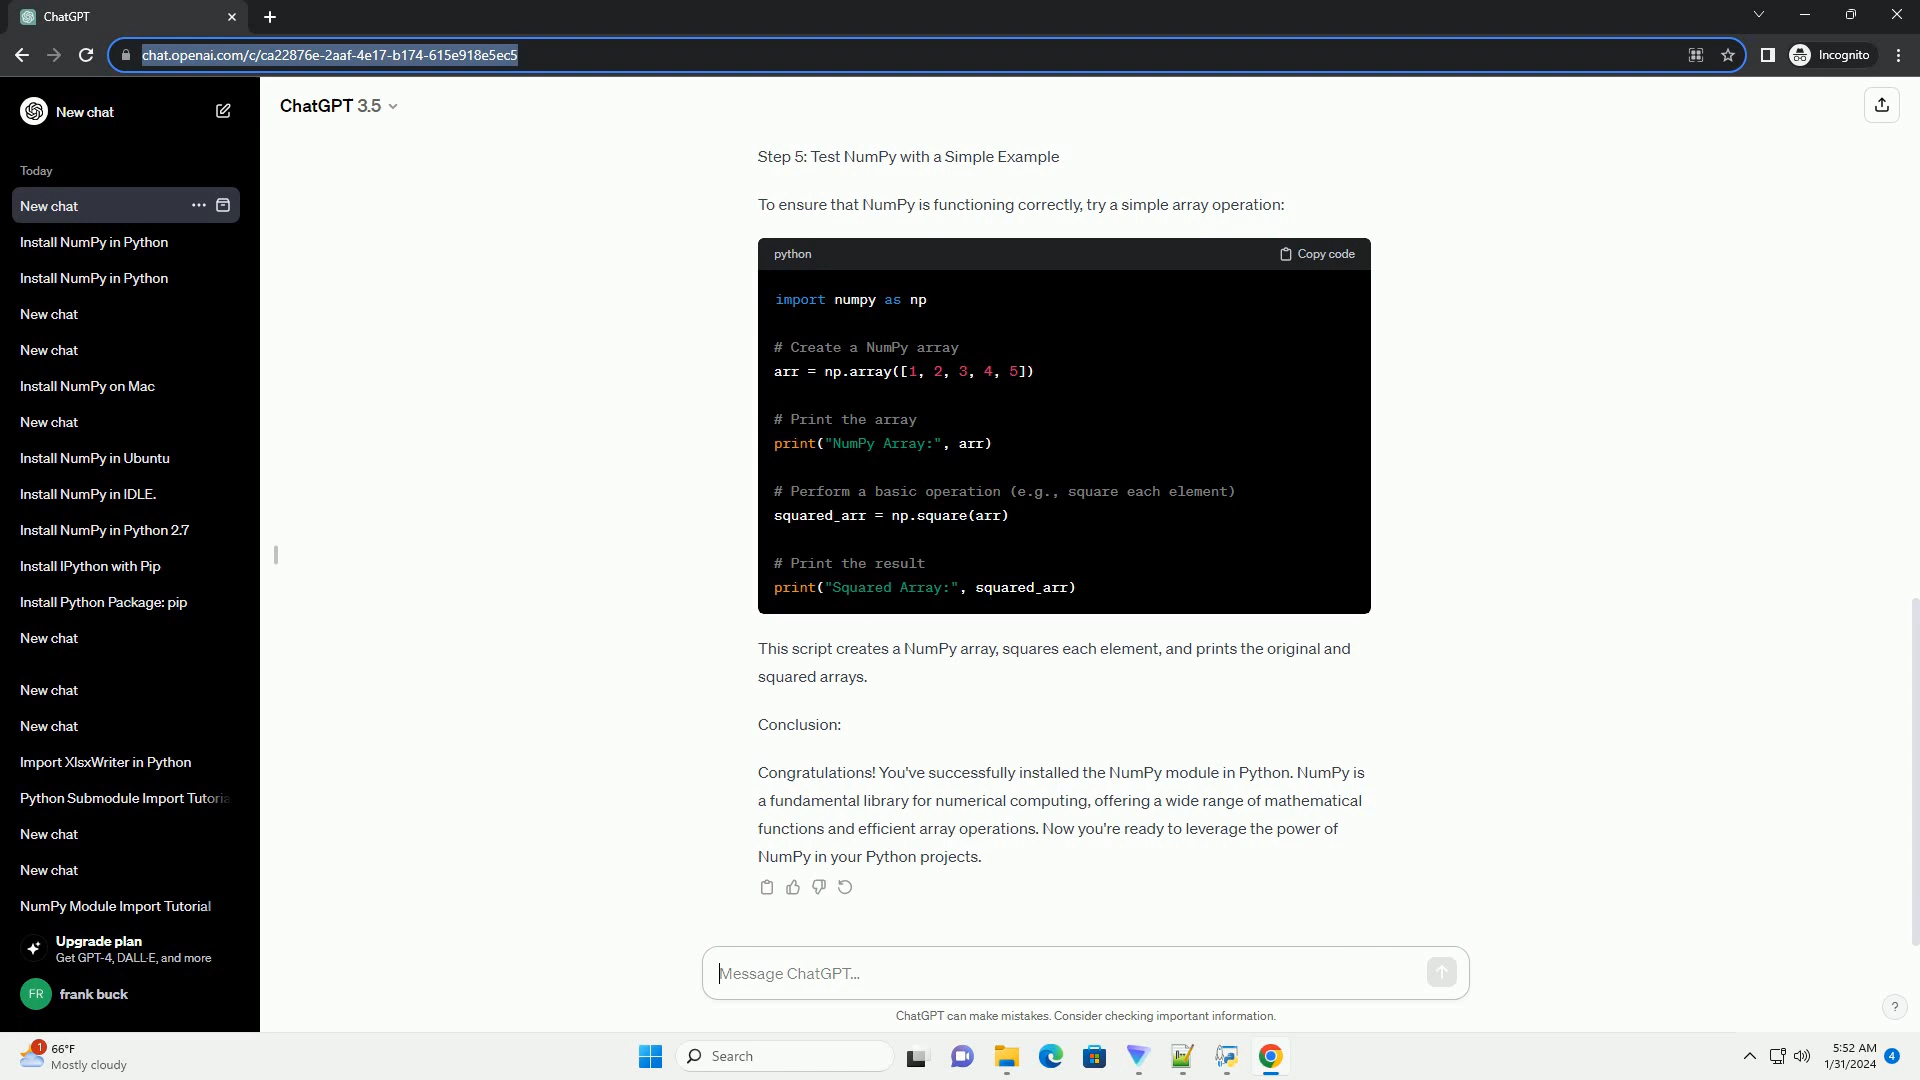 ChatGPT
chat.openai.com/c/ca22876e-2aaf-4e17-b174-615e918e5ec5
Incognito
New chat
Today
New chat
Install NumPy in Python
Install NumPy in Python
New chat
New chat
Install NumPy on Mac
New chat
Install NumPy in Ubuntu
Install NumPy in IDLE.
Install NumPy in Python 2.7
Install IPython with Pip
Install Python Package: pip
New chat
New chat
New chat
Import XlsxWriter in Python
Python Submodule Import Tutoria
New chat
New chat
NumPy Module Import Tutorial
Upgrade plan
Get GPT-4, DALL·E, and more
FR
frank buck
ChatGPT 3.5
Step 5: Test NumPy with a Simple Example
To ensure that NumPy is functioning correctly, try a simple array operation:
python
Copy code
import numpy as np
# Create a NumPy array
arr = np.array([1, 2, 3, 4, 5])
# Print the array
print("NumPy Array:", arr)
# Perform a basic operation (e.g., square each element)
squared_arr = np.square(arr)
# Print the result
print("Squared Array:", squared_arr)
This script creates a NumPy array, squares each element, and prints the original and
squared arrays.
Conclusion:
Congratulations! You've successfully installed the NumPy module in Python. NumPy is
a fundamental library for numerical computing, offering a wide range of mathematical
functions and efficient array operations. Now you're ready to leverage the power of
NumPy in your Python projects.
Message ChatGPT...
ChatGPT can make mistakes. Consider checking important information.
?
1
66°F
Mostly cloudy
Search
5:52 AM
1/31/2024
4